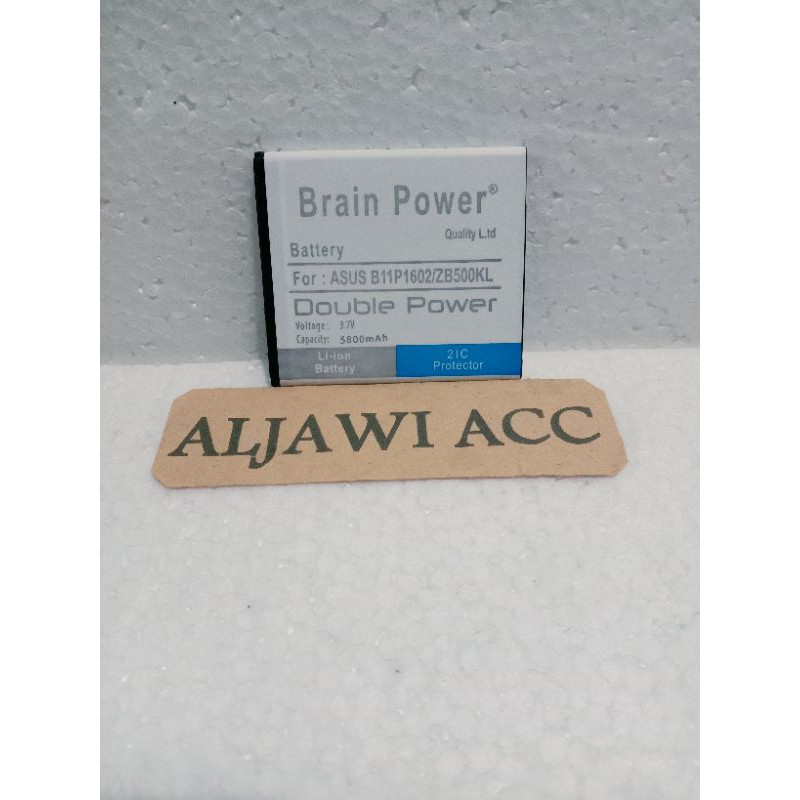 Brain Power®
Quality L.td
Battery
For : ASUS B11P1602/ZB500KL
Double Power
Voltage: 3.7V
Capacity: 5800mAh
Li-ion
Battery
2IC
Protector
ALJAWI ACC